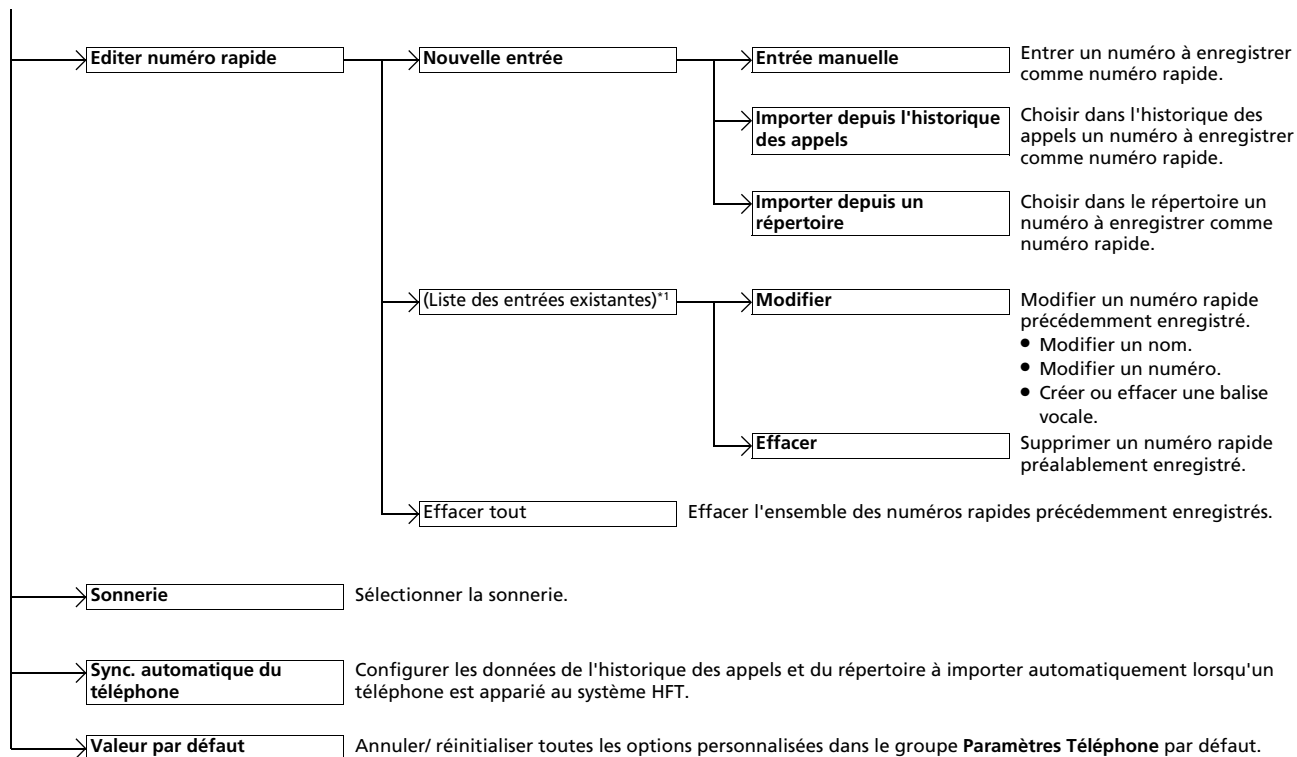 Editer numéro rapide
Nouvelle entrée
Entrée manuelle
Entrer un numéro à enregistrer
comme numéro rapide.
Importer depuis l'historique
des appels
Choisir dans l'historique des
appels un numéro à enregistrer
comme numéro rapide.
Importer depuis un
répertoire
Choisir dans le répertoire un
numéro à enregistrer comme
numéro rapide.
(Liste des entrées existantes)*1
Modifier
Modifier un numéro rapide
précédemment enregistré.
● Modifier un nom.
● Modifier un numéro.
● Créer ou effacer une balise
vocale.
Effacer
Supprimer un numéro rapide
préalablement enregistré.
Effacer tout
Effacer l'ensemble des numéros rapides précédemment enregistrés.
Sonnerie
Sélectionner la sonnerie.
Sync. automatique du
téléphone
Configurer les données de l'historique des appels et du répertoire à importer automatiquement lorsqu'un
téléphone est apparié au système HFT.
Valeur par défaut
Annuler/ réinitialiser toutes les options personnalisées dans le groupe Paramètres Téléphone par défaut.